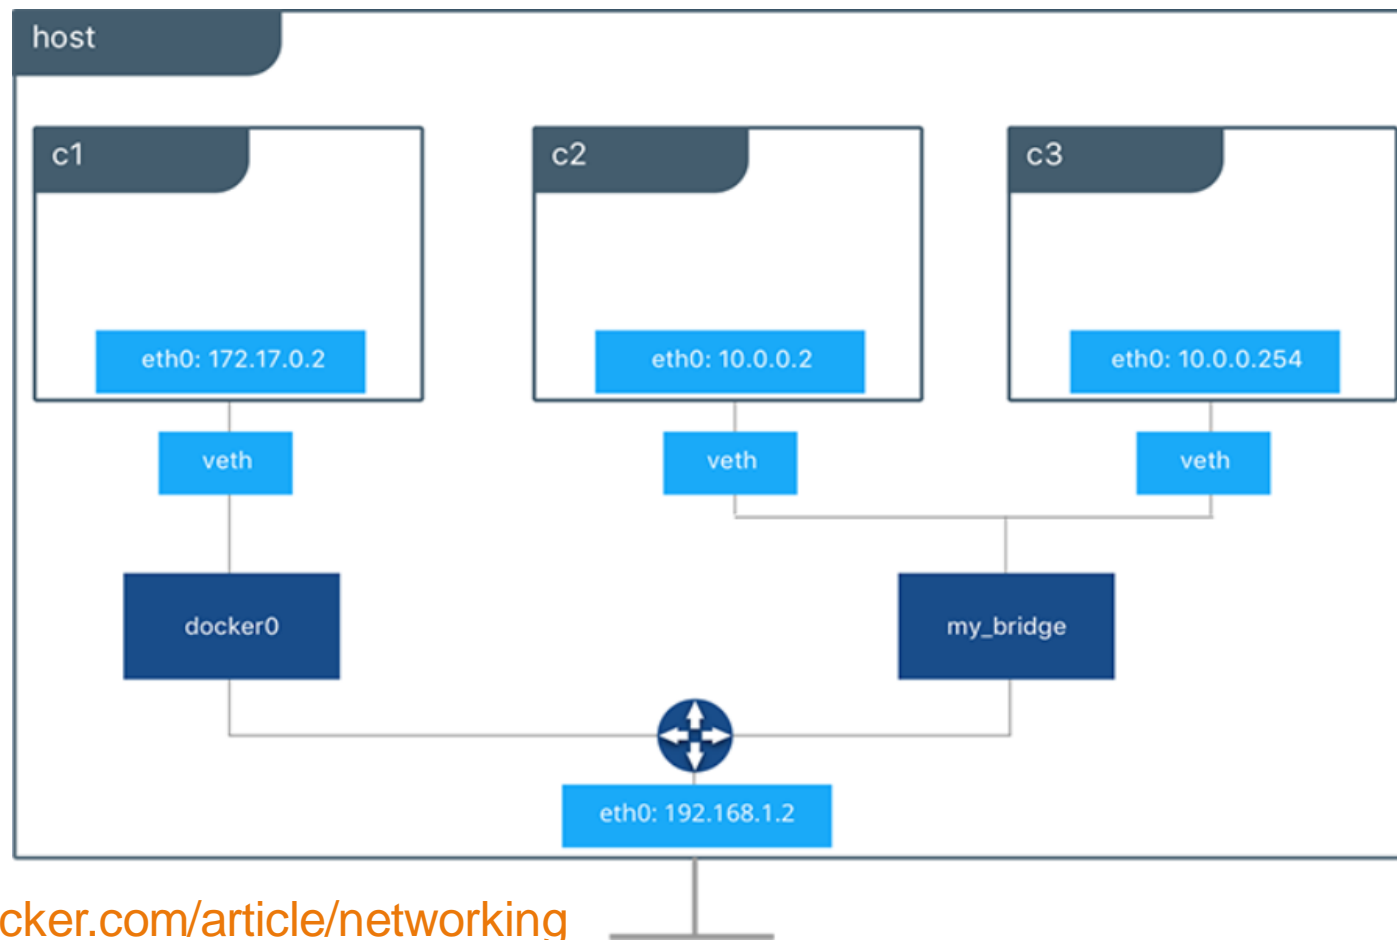 host
c1
c2
c3
eth0: 172.17.0.2
eth0: 10.0.0.2
eth0: 10.0.0.254
veth
veth
veth
docker0
my_bridge
eth0: 192.168.1.2
cker.com/article/networking